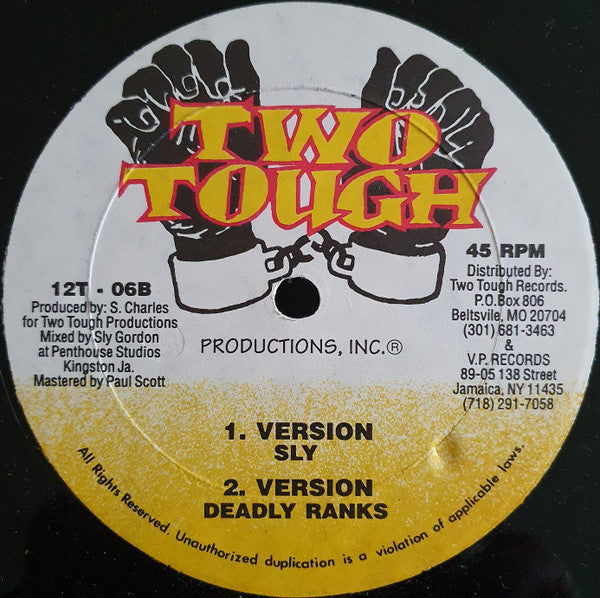 TWO
TOUGH
12T - 06B
Produced by: S. Charles
for Two Tough Productions
Mixed by Sly Gordon
at Penthouse Studios
Kingston Ja.
Mastered by Paul Scott
45 RPM
Distributed By:
Two Tough Records.
P.O.Box 806
Beltsvile, MO 20704
(301) 681-3463
&
V.P. RECORDS
89-05 138 Street
Jamaica, NY 11435
(718) 291-7058
PRODUCTIONS, INC.®
1. VERSION
SLY
2. VERSION
DEADLY RANKS
All Rights Reserved. Unauthorized duplication is a violation of applicable laws.